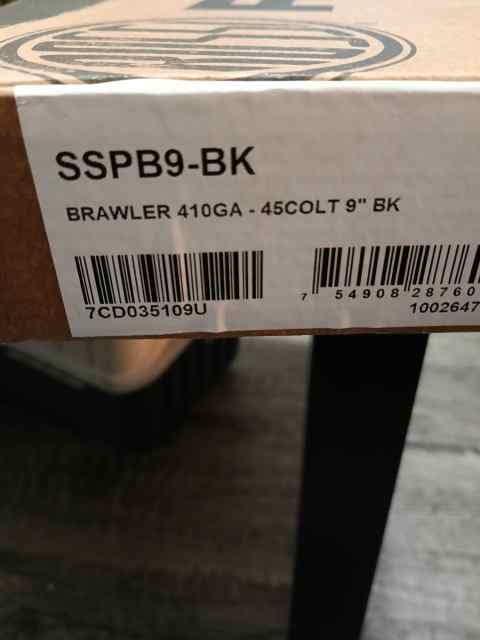 SSPB9-BK
BRAWLER 410GA - 45COLT 9" BK
7CD035109U
7 54908 28760
1002647